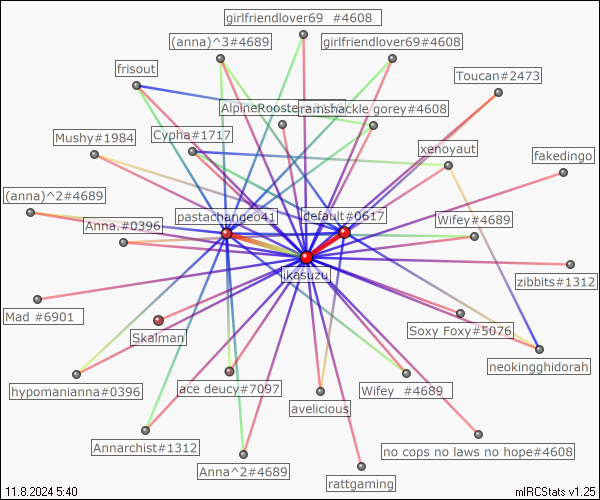 girlfriendlover69 #4608
(anna)^3#4689
girlfriendlover69#4608
frisout
Toucan#2473
AlpineRooster
ramshackle gorey#4608
Mushy#1984
Cypha#1717
xenoyaut
fakedingo
(anna)^2#4689
Anna.#0396
pastachangeo41
default#0617
Wifey#4689
ikasuzu
zibbits#1312
Mad #6901
Skalman
Soxy Foxy#5076
neokingghidorah
hypomanianna#0396
ace deucy#7097
Wifey #4689
avelicious
Annarchist#1312
no cops no laws no hope#4608
Anna^2#4689
rattgaming
11.8.2024 5:40
mIRCStats v1.25